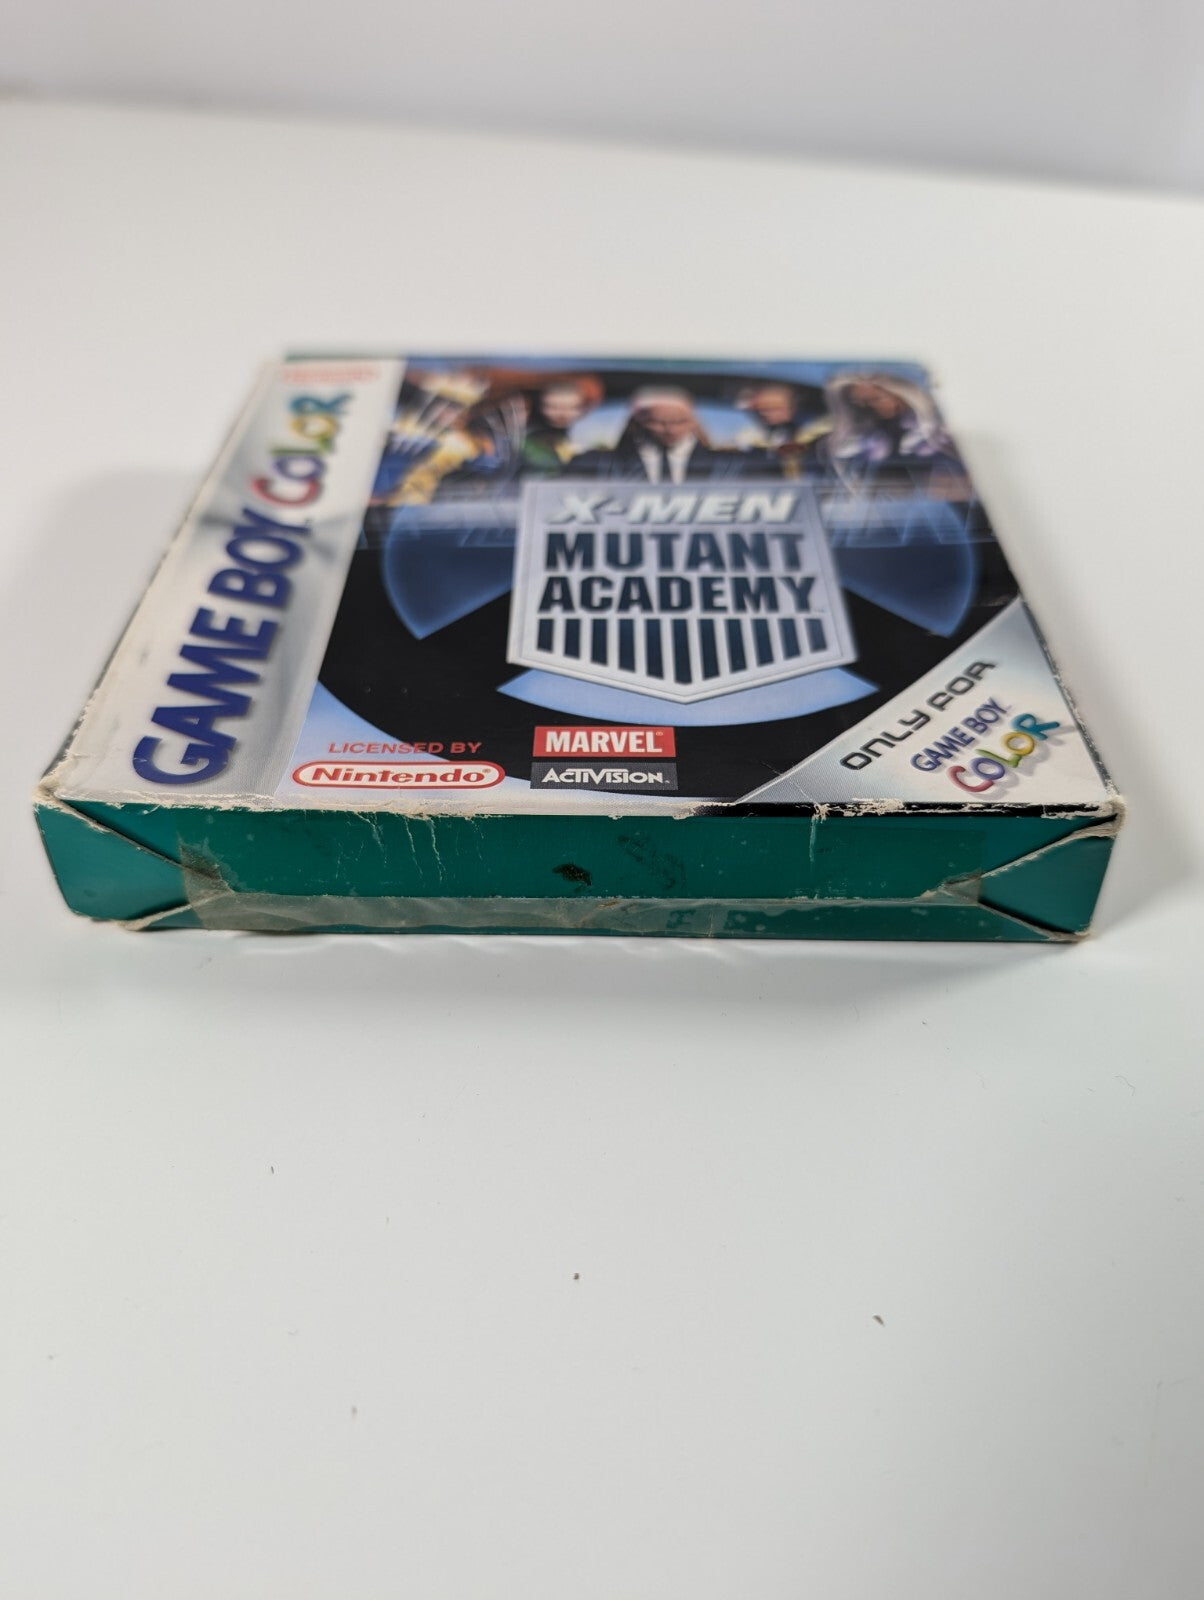 GAME BOY COLOR
X-MEN
MUTANT
ACADEMY
LICENSED BY
Nintendo
MARVEL
ACTIVISION.
ONLY FOR
GAME BOY
COLOR